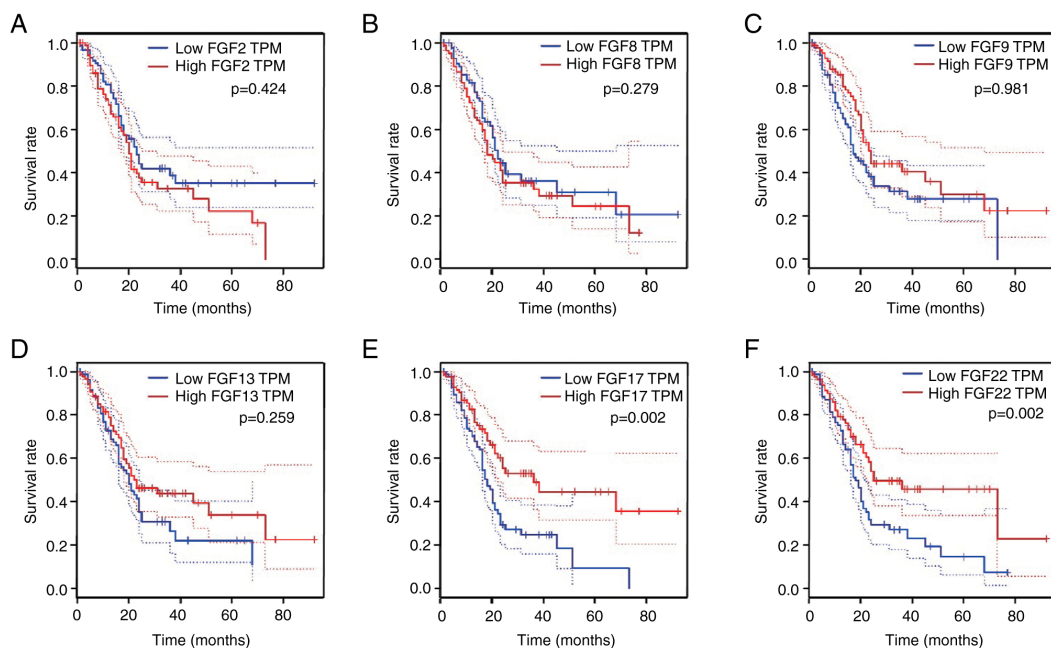 A
Low FGF2 TPM
High FGF2 TPM
p=0.424
Survival rate
1.0
0.8
0.6
0.4
0.2
0.0
0 20 40 60 80
Time (months)
B
Low FGF8 TPM
High FGF8 TPM
p=0.279
Survival rate
1.0
0.8
0.6
0.4
0.2
0.0
0 20 40 60 80
Time (months)
C
Low FGF9 TPM
High FGF9 TPM
p=0.981
Survival rate
1.0
0.8
0.6
0.4
0.2
0.0
0 20 40 60 80
Time (months)
D
Low FGF13 TPM
High FGF13 TPM
p=0.259
Survival rate
1.0
0.8
0.6
0.4
0.2
0.0
0 20 40 60 80
Time (months)
E
Low FGF17 TPM
High FGF17 TPM
p=0.002
Survival rate
1.0
0.8
0.6
0.4
0.2
0.0
0 20 40 60 80
Time (months)
F
Low FGF22 TPM
High FGF22 TPM
p=0.002
Survival rate
1.0
0.8
0.6
0.4
0.2
0.0
0 20 40 60 80
Time (months)